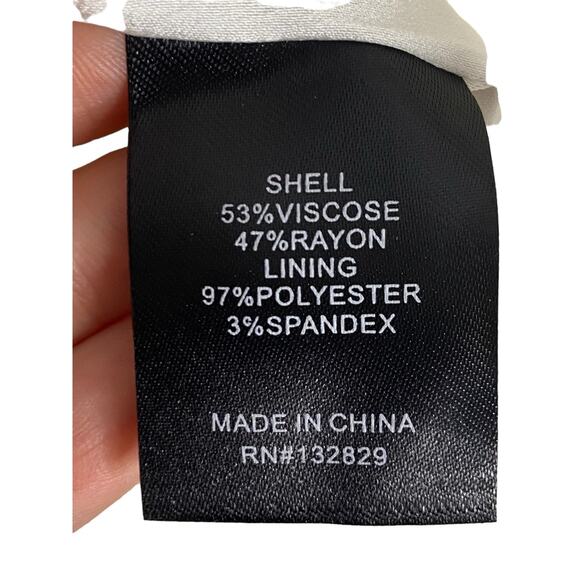 SHELL
53%VISCOSE
47%RAYON
LINING
97%POLYESTER
3%SPANDEX
MADE IN CHINA
RN#132829